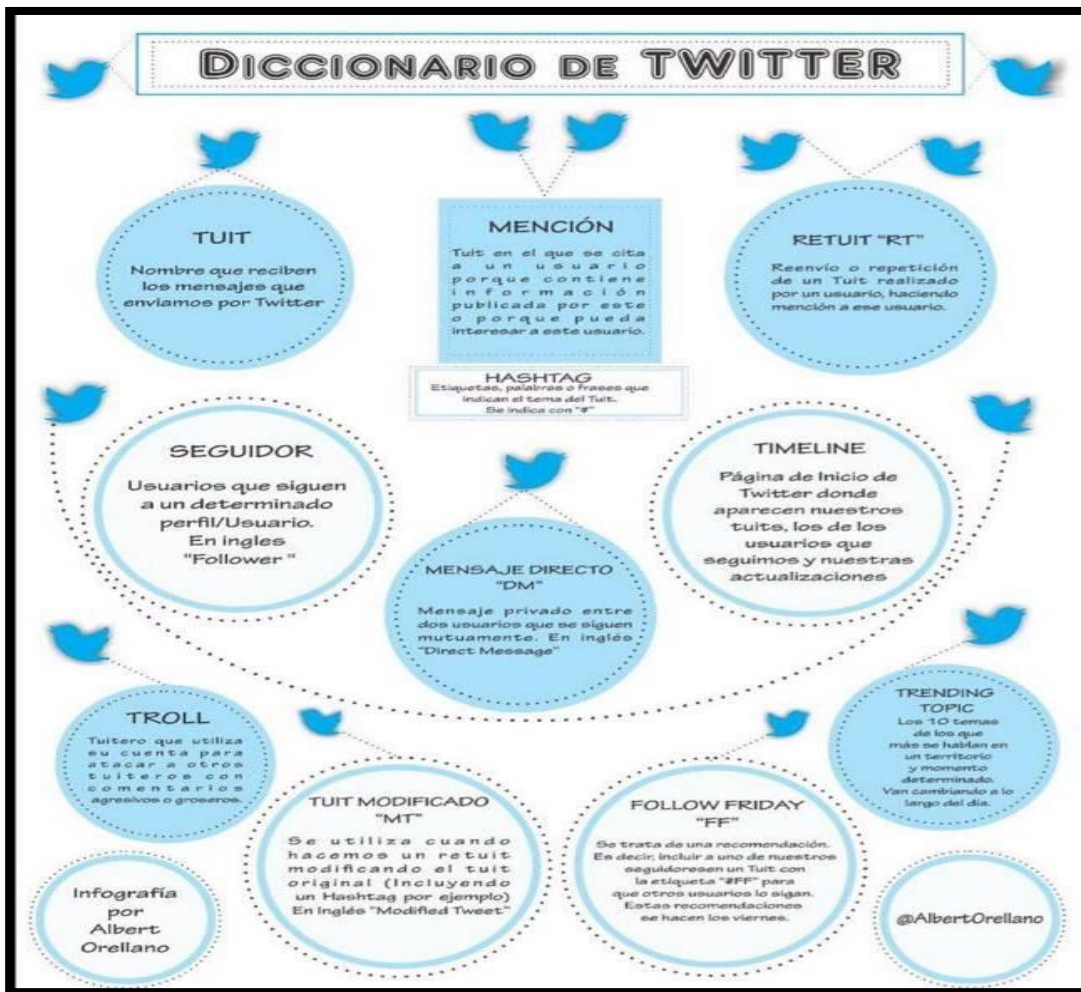 DICCIONARIO DE TWITTER
TUIT
Nombre que reciben
los mensajes que
enviamos por Twitter
MENCIÓN
Tuit en el que se cita
a un usuario
porque contiene
información
publicada por este
o porque pueda
interesar a este usuario.
RETUIT "RT"
Reenvío o repetición
de un Tuit realizado
por un usuario, haciendo
mención a ese usuario.
HASHTAG
Etiquetas, palabras o frases que
indican el tema del Tuit.
Se indica con "#"
SEGUIDOR
Usuarios que siguen
a un determinado
perfil/Usuario.
En ingles
"Follower "
MENSAJE DIRECTO
"DM"
Mensaje privado entre
dos usuarios que se siguen
mutuamente. En inglés
"Direct Message"
TIMELINE
Página de Inicio de
Twitter donde
aparecen nuestros
tuits, los de los
usuarios que
seguimos y nuestras
actualizaciones
TROLL
Tuitero que utiliza
su cuenta para
atacar a otros
tuiteros con
comentarios
agresivos o groseros.
TUIT MODIFICADO
"MT"
Se utiliza cuando
hacemos un retuit
modificando el tuit
original (Incluyendo
un Hashtag por ejemplo)
En Inglés "Modified Tweet"
FOLLOW FRIDAY
"FF"
Se trata de una recomendación.
Es decir, incluir a uno de nuestros
seguidoresen un Tuit con
la etiqueta "#FF" para
que otros usuarios lo sigan.
Estas recomendaciones
se hacen los viernes.
TRENDING
TOPIC
Los 10 temas
de los que
más se hablan en
un territorio
y momento
determinado.
Van cambiando a lo
largo del día.
Infografía
por
Albert
Orellano
@AlbertOrellano